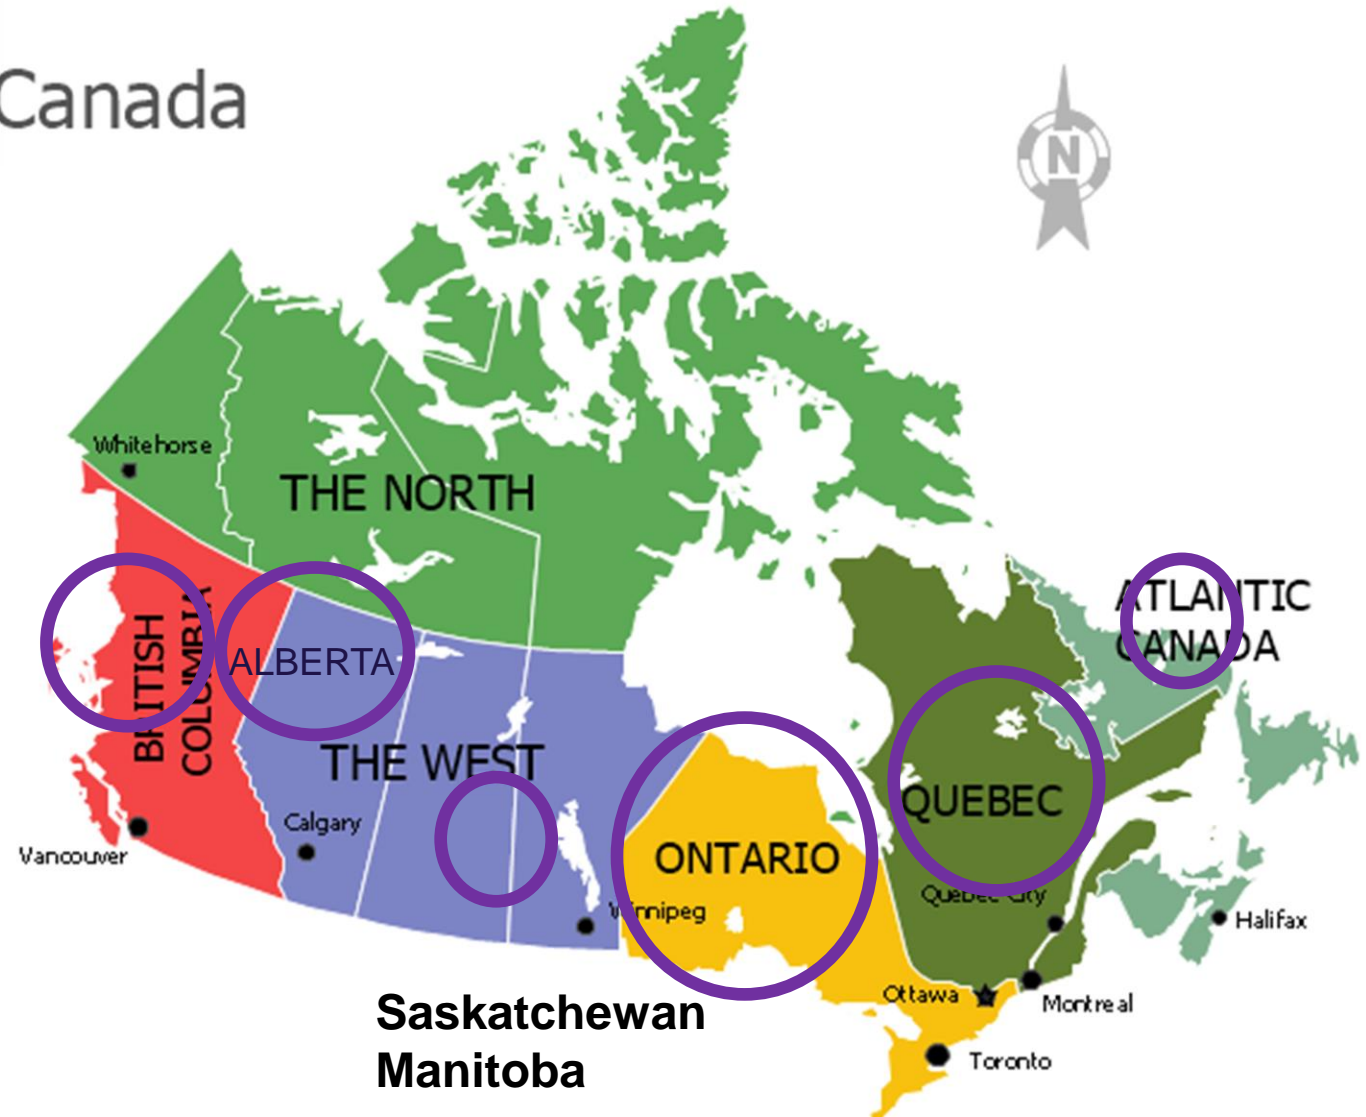 Canada
N
Whitehorse
THE NORTH
ATLANTIC
CANADA
BRITISH
COLUMBIA
ALBERTA
THE WEST
QUEBEC
Calgary
Vancouver
ONTARIO
Quebec City
Winnipeg
Halifax
Ottawa
Montreal
Saskatchewan
Manitoba
Toronto